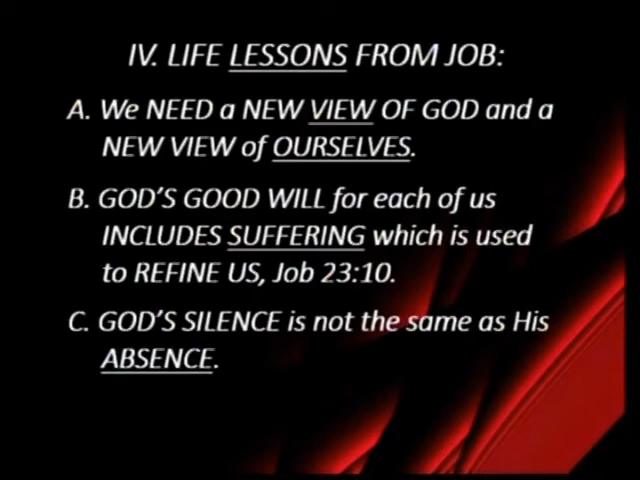 IV. LIFE LESSONS FROM JOB:
A. We NEED a NEW VIEW OF GOD and a
NEW VIEW of OURSELVES.
B. GOD'S GOOD WILL for each of us
INCLUDES SUFFERING which is used
to REFINE US, Job 23:10.
C. GOD'S SILENCE is not the same as His
ABSENCE.